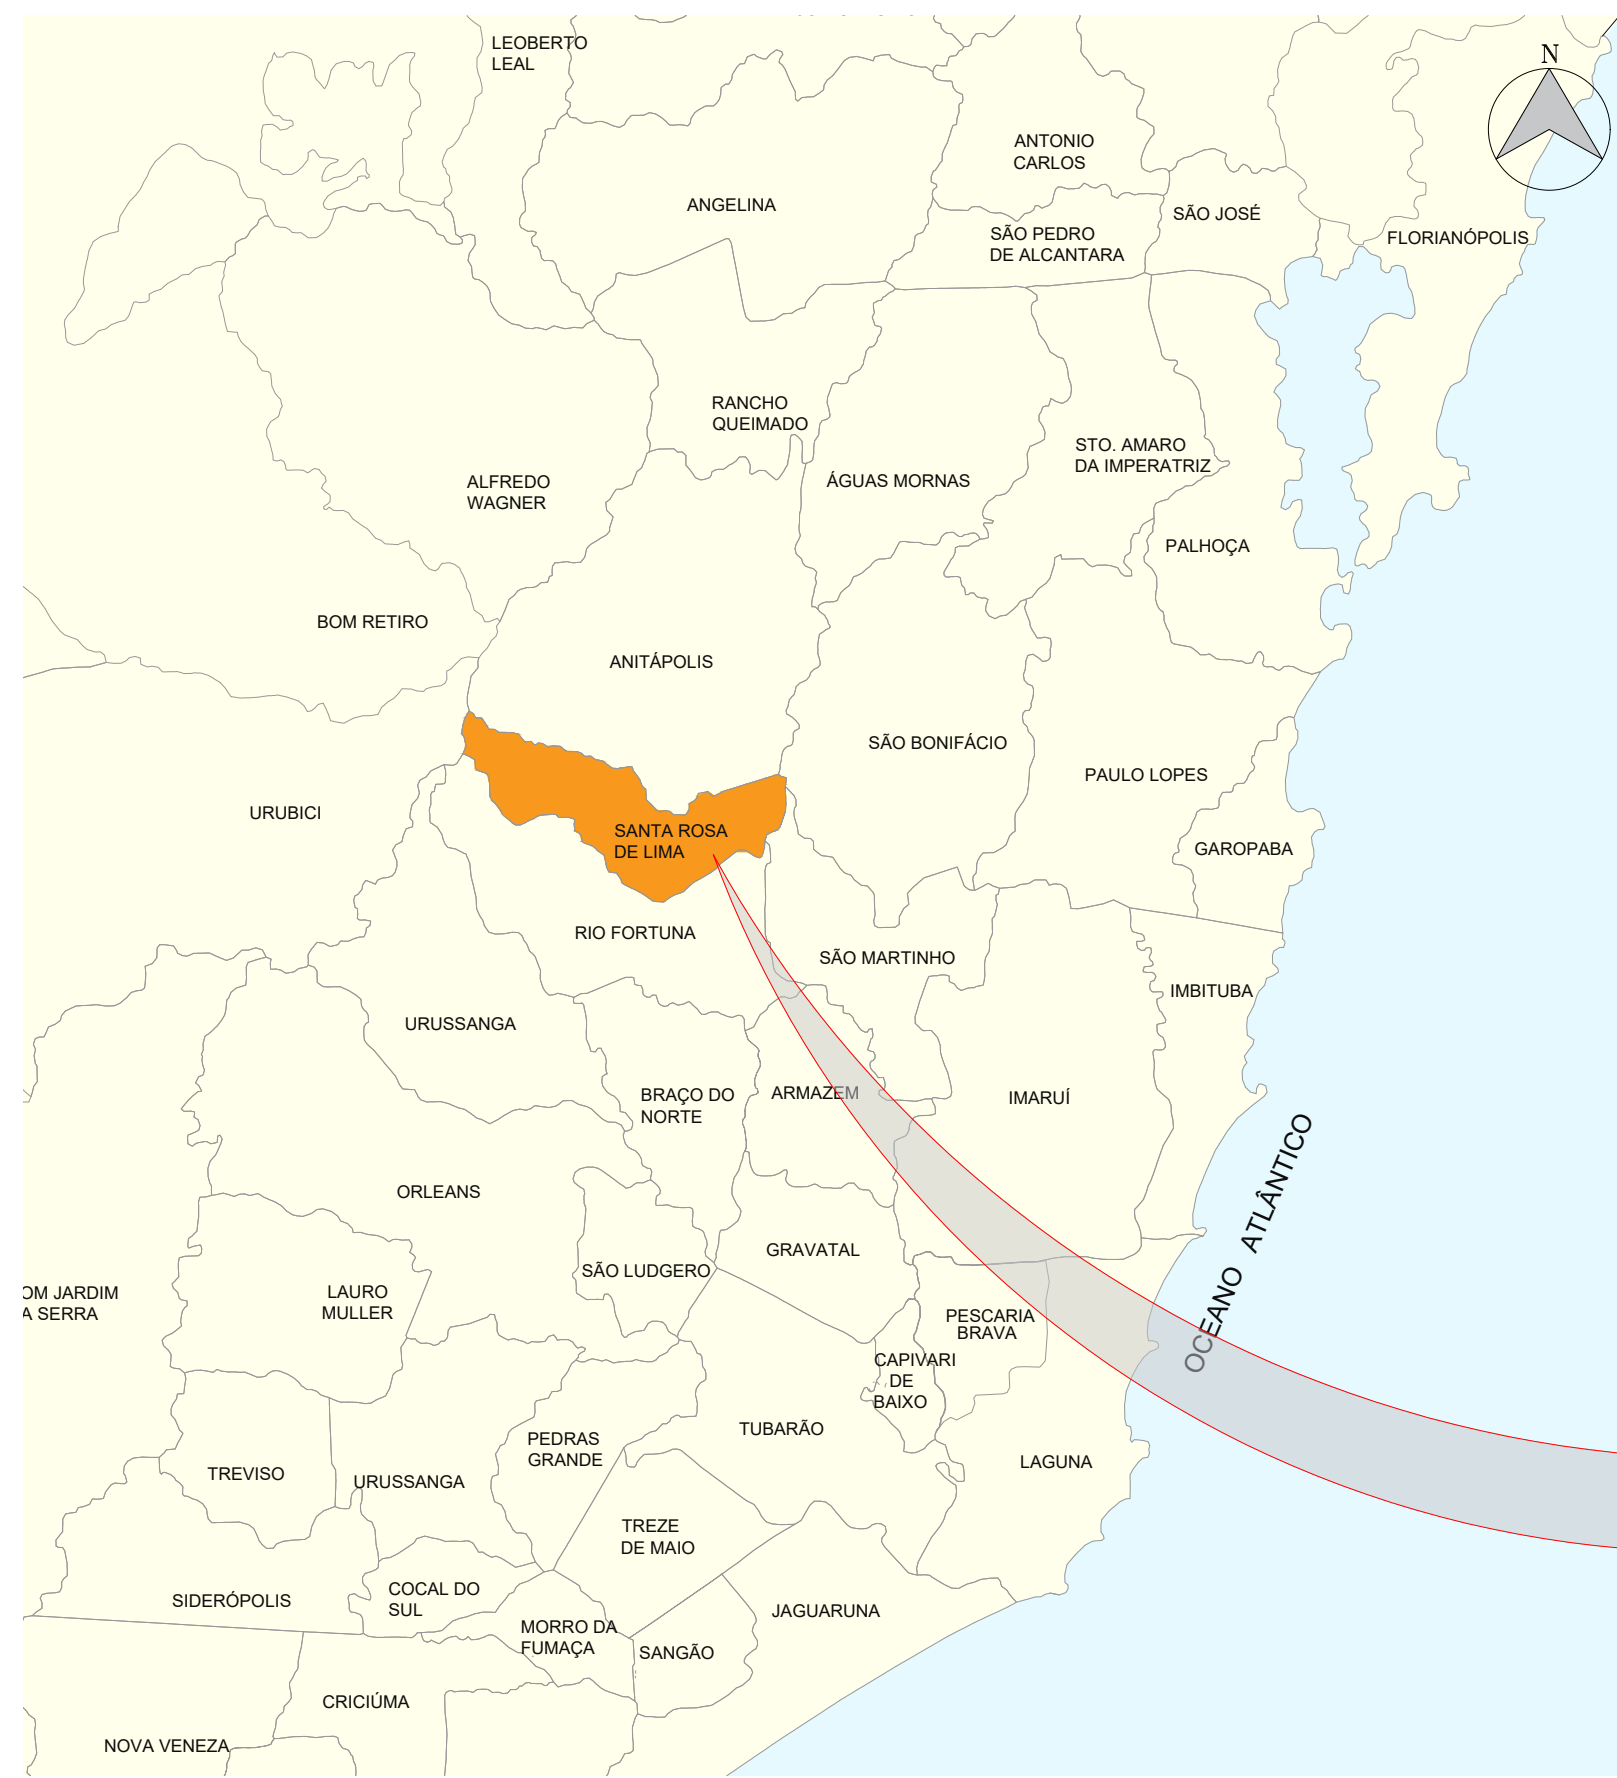 LEOBERTO
LEAL
N
ANTONIO
CARLOS
ANGELINA
SÃO JOSÉ
SÃO PEDRO
DE ALCANTARA
FLORIANÓPOLIS
RANCHO
QUEIMADO
STO. AMARO
DA IMPERATRIZ
ÁGUAS MORNAS
ALFREDO
WAGNER
PALHOÇA
BOM RETIRO
ANITÁPOLIS
SÃO BONIFÁCIO
PAULO LOPES
URUBICI
SANTA ROSA
DE LIMA
GAROPABA
RIO FORTUNA
SÃO MARTINHO
IMBITUBA
URUSSANGA
BRAÇO DO
NORTE
ARMAZEM
IMARUÍ
OCEANO ATLÂNTICO
ORLEANS
GRAVATAL
SÃO LUDGERO
OM JARDIM
A SERRA
LAURO
MULLER
PESCARIA
BRAVA
CAPIVARI
DE
BAIXO
TUBARÃO
PEDRAS
GRANDE
LAGUNA
TREVISO
URUSSANGA
TREZE
DE MAIO
COCAL DO
SUL
SIDERÓPOLIS
JAGUARUNA
MORRO DA
FUMAÇA
SANGÃO
CRICIÚMA
NOVA VENEZA